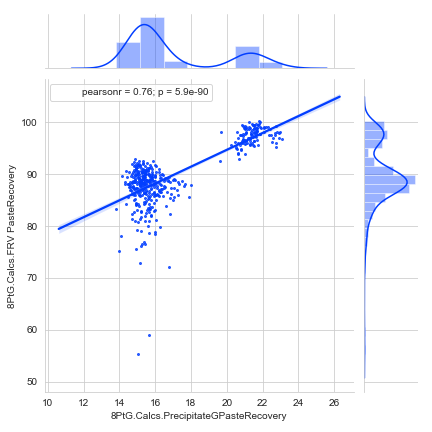 pearsonr = 0.76; p = 5.9e-90
100
90
80
70
60
50
8PtG.Calcs.FRV PasteRecovery
10 12 14 16 18 20 22 24 26
8PtG.Calcs.PrecipitateGPasteRecovery